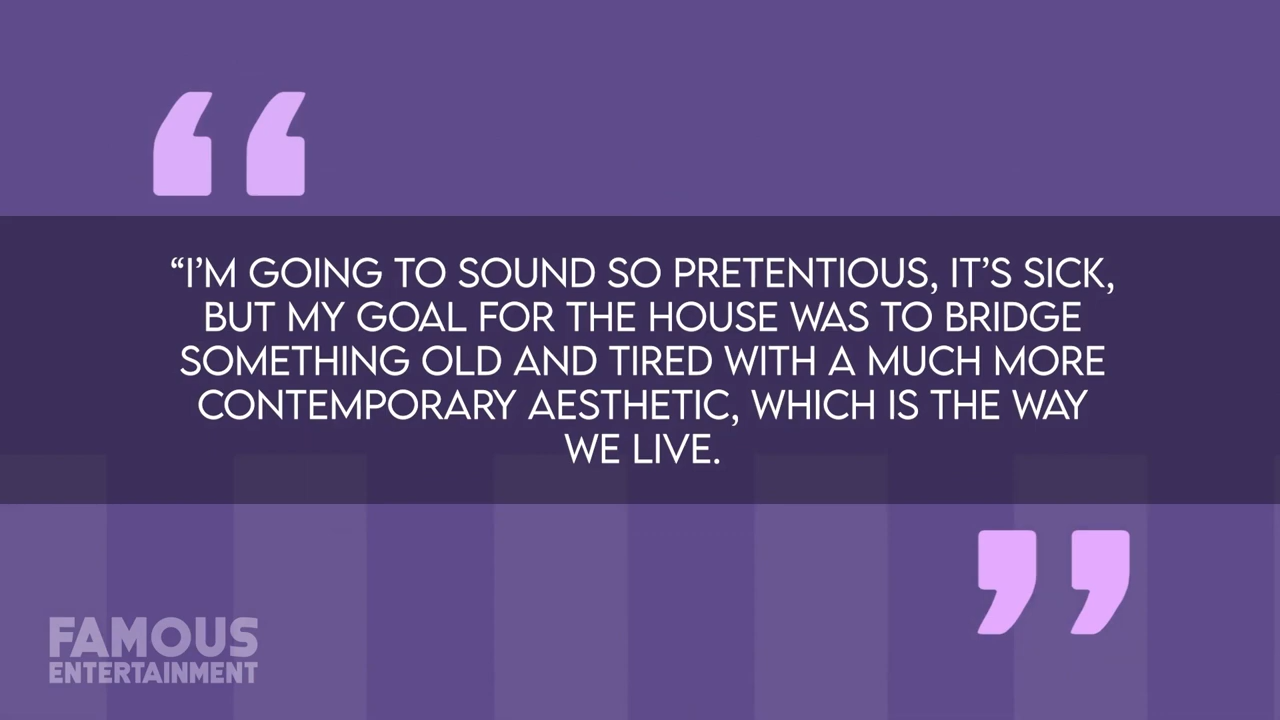 “I’M GOING TO SOUND SO PRETENTIOUS, IT’S SICK,
BUT MY GOAL FOR THE HOUSE WAS TO BRIDGE
SOMETHING OLD AND TIRED WITH A MUCH MORE
CONTEMPORARY AESTHETIC, WHICH IS THE WAY
WE LIVE.
FAMOUS
ENTERTAINMENT